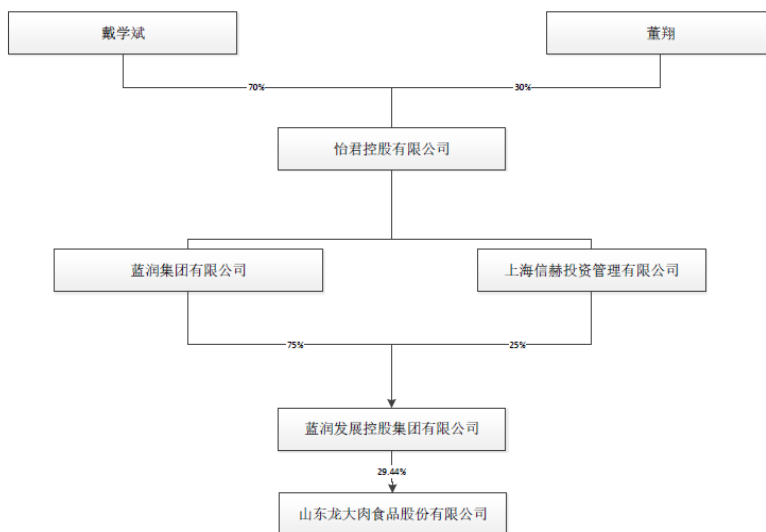 戴学斌
董翔
70%
30%
怡君控股有限公司
蓝润集团有限公司
上海信赫投资管理有限公司
75%
25%
蓝润发展控股集团有限公司
29.44%
山东龙大肉食品股份有限公司